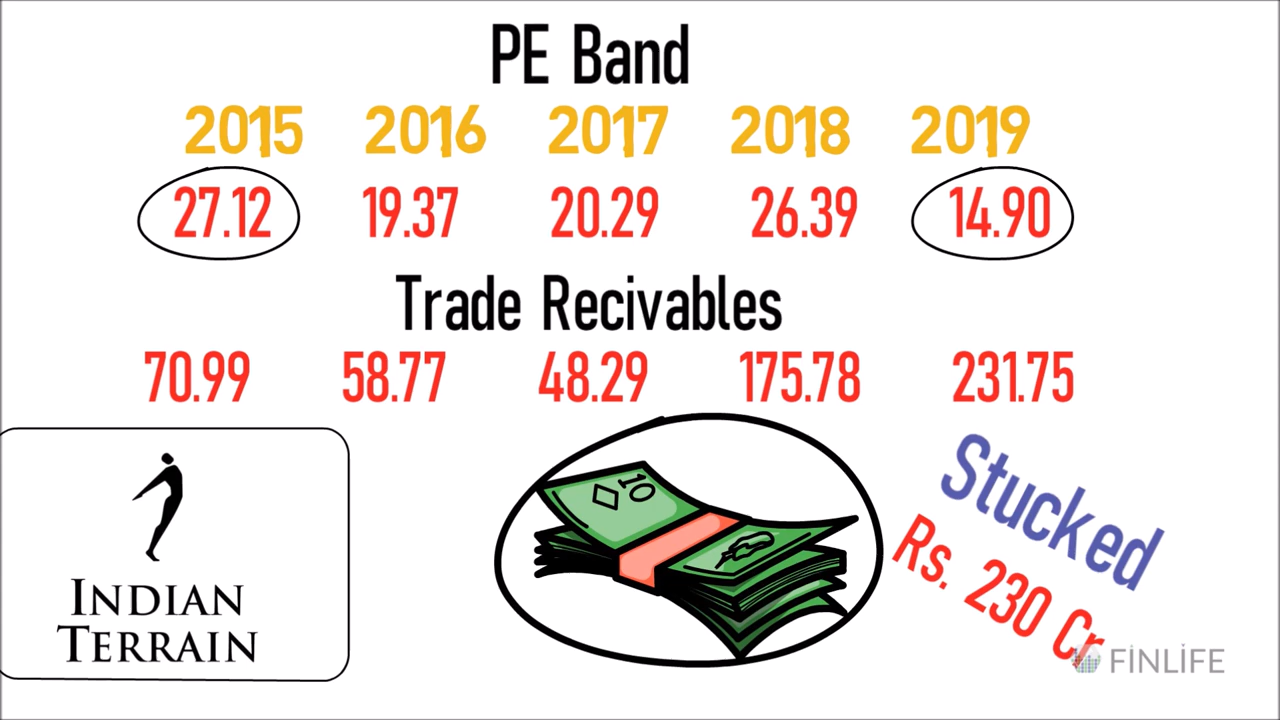 PE Band
2015 2016 2017 2018 2019
27.12 19.37 20.29 26.39 14.90
Trade Recivables
70.99 58.77 48.29 175.78 231.75
10
Stucked
Rs. 230 Cr
INDIAN
TERRAIN
FINLIFE